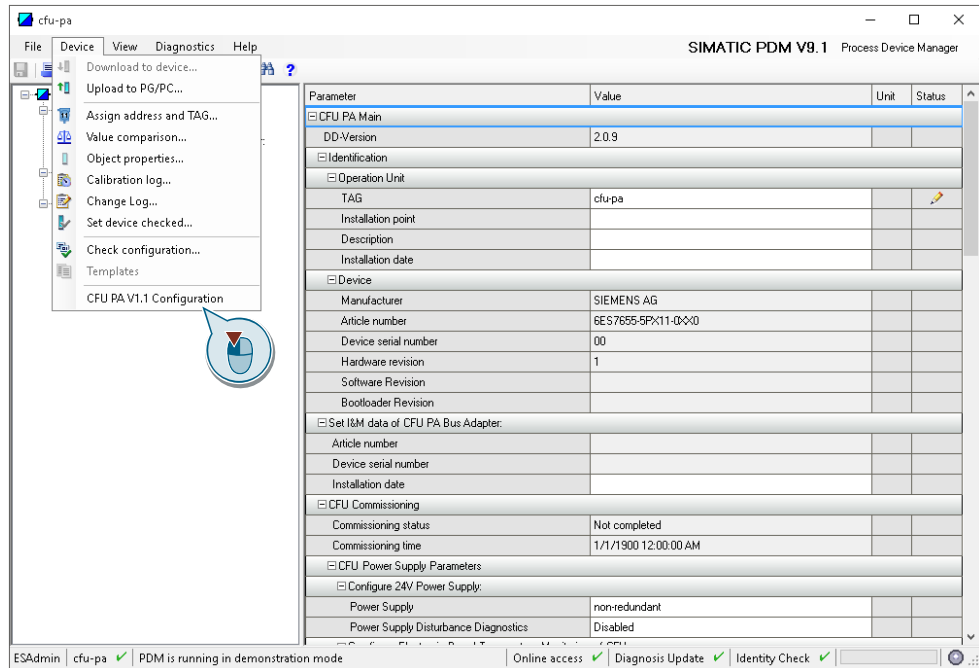 cfu-pa
File Device View Diagnostics Help SIMATIC PDM V9.1 Process Device Manager
Download to device...
Upload to PG/PC...
Assign address and TAG...
Value comparison...
Object properties...
Calibration log...
Change Log...
Set device checked...
Check configuration...
Templates
CFU PA V1.1 Configuration
Parameter Value Unit Status
CFU PA Main
DD-Version 2.0.9
Identification
Operation Unit
TAG cfu-pa
Installation point
Description
Installation date
Device
Manufacturer SIEMENS AG
Article number 6ES7655-5PX11-0XX0
Device serial number 00
Hardware revision 1
Software Revision
Bootloader Revision
Set I&M data of CFU PA Bus Adapter:
Article number
Device serial number
Installation date
CFU Commissioning
Commissioning status Not completed
Commissioning time 1/1/1900 12:00:00 AM
CFU Power Supply Parameters
Configure 24V Power Supply:
Power Supply non-redundant
Power Supply Disturbance Diagnostics Disabled
ESAdmin cfu-pa PDM is running in demonstration mode Online access Diagnosis Update Identity Check